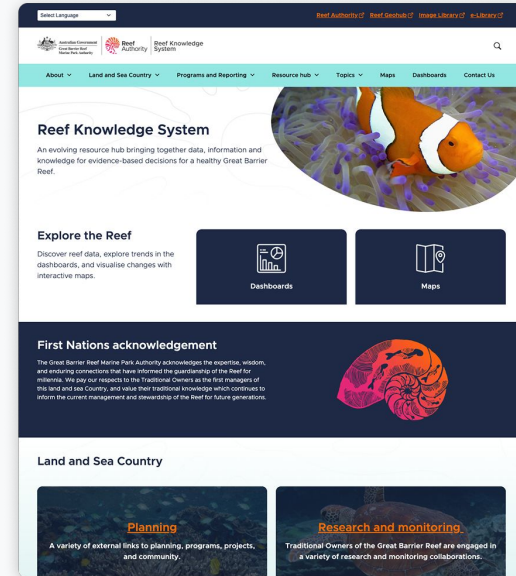 Select Language
Reef Authority Reef Geohub Image Library e-Library
Australian Government
Great Barrier Reef
Marine Park Authority
Reef
Authority
Reef Knowledge
System
About Land and Sea Country Programs and Reporting Resource hub Topics Maps Dashboards Contact Us
Reef Knowledge System
An evolving resource hub bringing together data, information and
knowledge for evidence-based decisions for a healthy Great Barrier
Reef.
Explore the Reef
Discover reef data, explore trends in the
dashboards, and visualise changes with
interactive maps.
Dashboards
Maps
First Nations acknowledgement
The Great Barrier Reef Marine Park Authority acknowledges the expertise, wisdom,
and enduring connections that have informed the guardianship of the Reef for
millennia. We pay our respects to the Traditional Owners as the first managers of
this land and sea Country, and value their traditional knowledge which continues to
inform the current management and stewardship of the Reef for future generations.
Land and Sea Country
Planning
A variety of external links to planning, programs, projects,
and community.
Research and monitoring
Traditional Owners of the Great Barrier Reef are engaged in
a variety of research and monitoring collaborations.